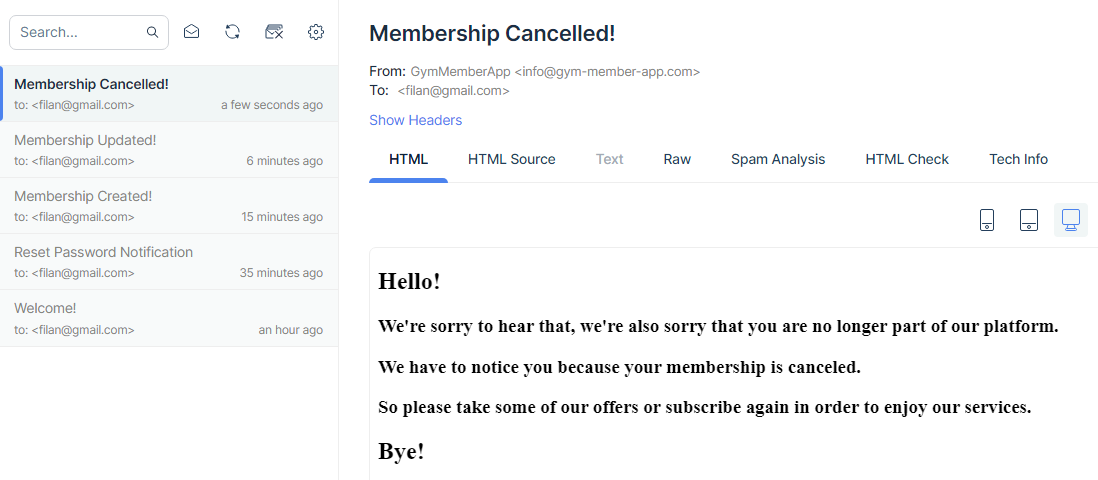 Search...
Membership Cancelled!
to: <filan@gmail.com> a few seconds ago
Membership Updated!
to: <filan@gmail.com> 6 minutes ago
Membership Created!
to: <filan@gmail.com> 15 minutes ago
Reset Password Notification
to: <filan@gmail.com> 35 minutes ago
Welcome!
to: <filan@gmail.com> an hour ago
Membership Cancelled!
From: GymMemberApp <info@gym-member-app.com>
To: <filan@gmail.com>
Show Headers
HTML HTML Source Text Raw Spam Analysis HTML Check Tech Info
Hello!
We're sorry to hear that, we're also sorry that you are no longer part of our platform.
We have to notice you because your membership is canceled.
So please take some of our offers or subscribe again in order to enjoy our services.
Bye!